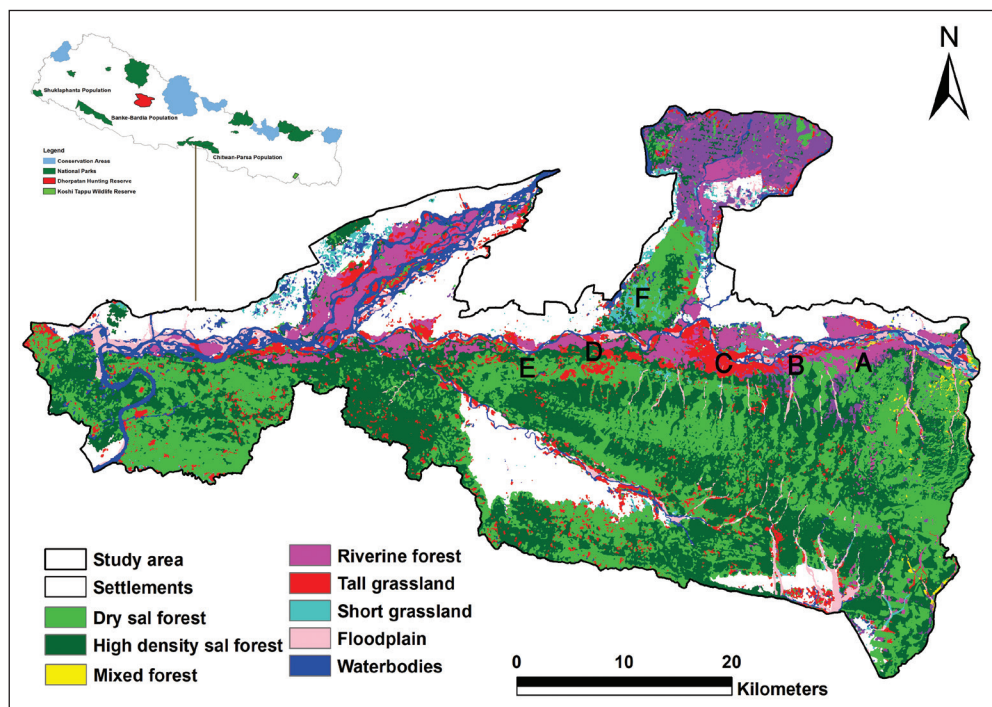 N
Shuklaphanta Population
Banke-Bardia Population
Chitwan-Parsa Population
Legend
Conservation Areas
National Parks
Dhorpatan Hunting Reserve
Koshi Tappu Wildlife Reserve
F
E
D
C
B
A
Study area
Settlements
Dry sal forest
High density sal forest
Mixed forest
Riverine forest
Tall grassland
Short grassland
Floodplain
Waterbodies
0 10 20
Kilometers